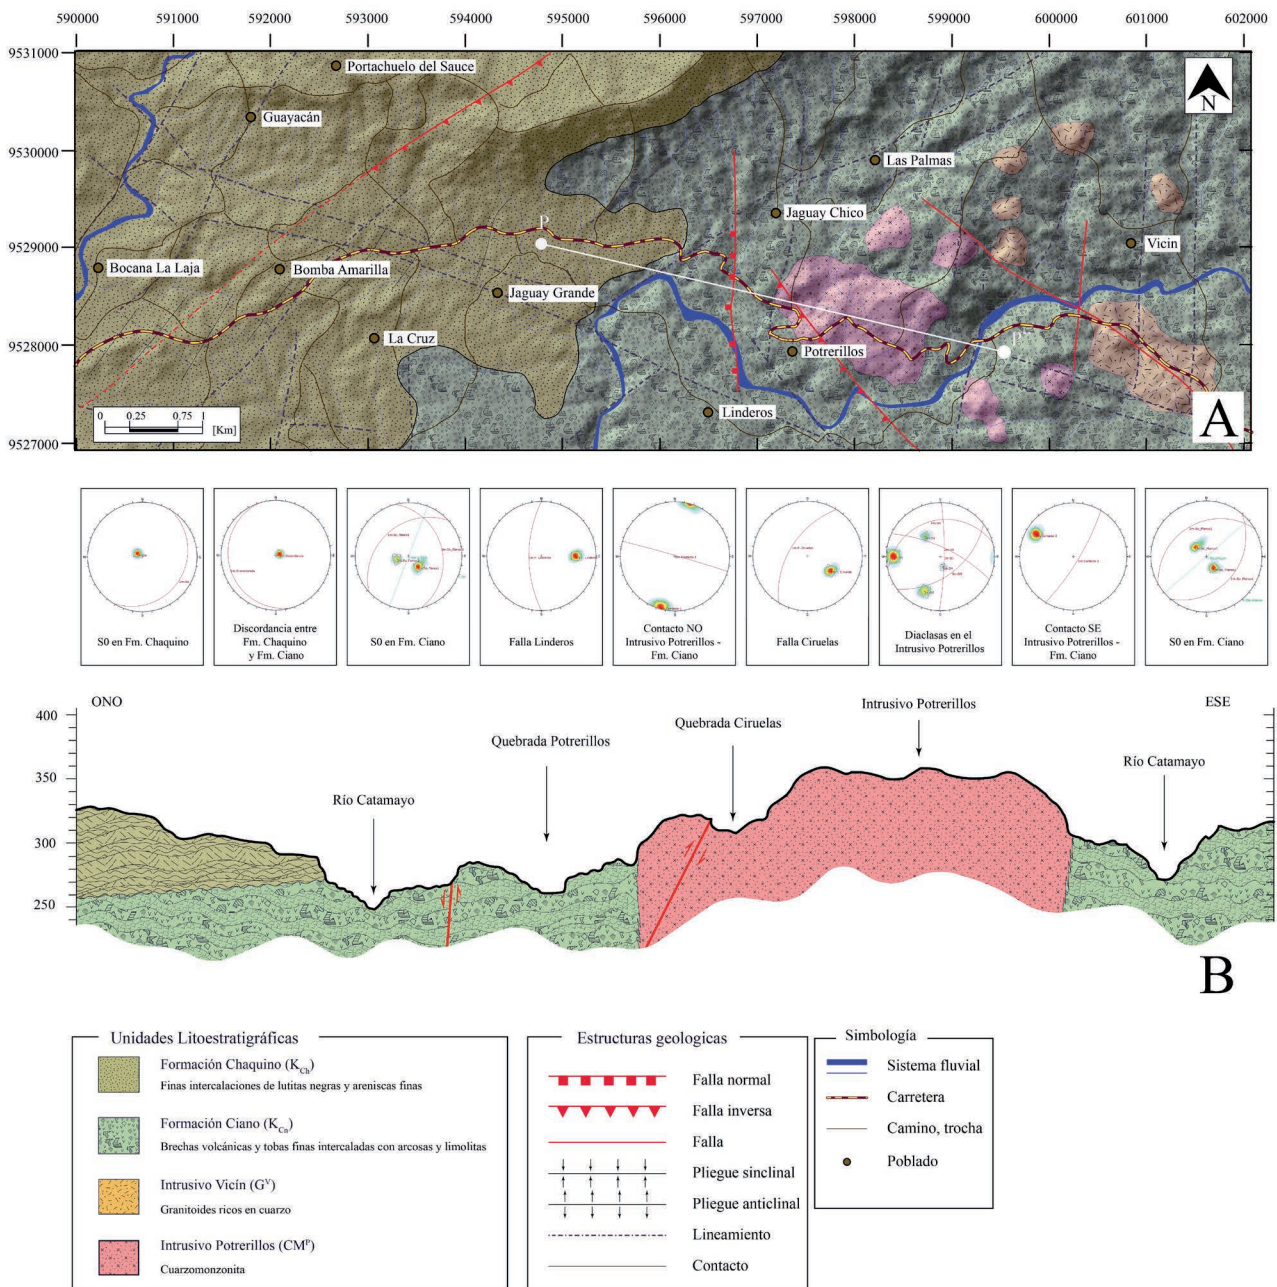 590000 591000 592000 593000 594000 595000 596000 597000 598000 599000 600000 601000 602000
9531000
9530000
9529000
9528000
9527000
Portachuelo del Sauce
N
Guayacán
Las Palmas
Jaguay Chico
P
Vicin
Bocana La Laja
Bomba Amarilla
Jaguay Grande
La Cruz
Potrerillos
P'
Linderos
0 0.25 0.75 1
[Km]
A
S0 en Fm. Chaquino
Discordancia entre
Fm. Chaquino
y Fm. Ciano
S0 en Fm. Ciano
Falla Linderos
Contacto NO
Intrusivo Potrerillos -
Fm. Ciano
Falla Ciruelas
Diaclasas en el
Intrusivo Potrerillos
Contacto SE
Intrusivo Potrerillos -
Fm. Ciano
S0 en Fm. Ciano
400
350
300
250
ONO
ESE
Río Catamayo
Quebrada Potrerillos
Quebrada Ciruelas
Intrusivo Potrerillos
Río Catamayo
B
Unidades Litoestratigráficas
Formación Chaquino (K_Ch)
Finas intercalaciones de lutitas negras y areniscas finas
Formación Ciano (K_Cn)
Brechas volcánicas y tobas finas intercaladas con arcosas y limolitas
Intrusivo Vicín (G^V)
Granitoides ricos en cuarzo
Intrusivo Potrerillos (CM^P)
Cuarzomonzonita
Estructuras geologicas
Falla normal
Falla inversa
Falla
Pliegue sinclinal
Pliegue anticlinal
Lineamiento
Contacto
Simbología
Sistema fluvial
Carretera
Camino, trocha
Poblado